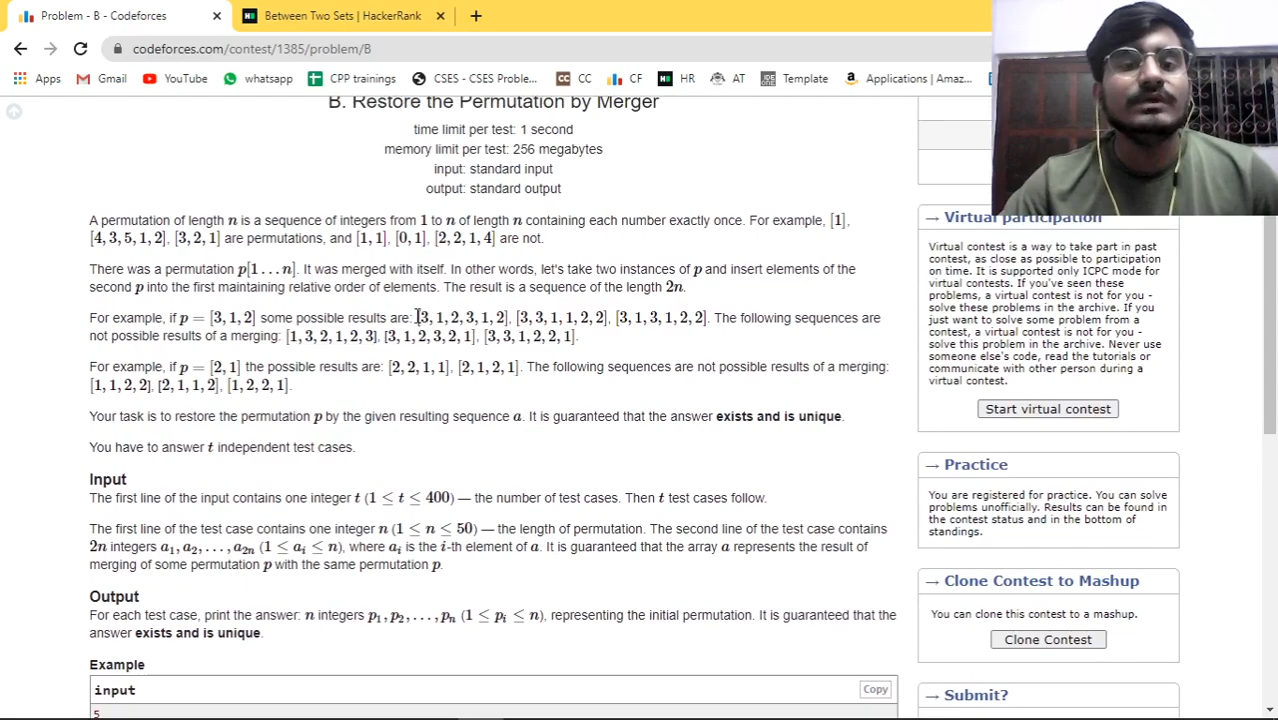 Problem - B - Codeforces
Between Two Sets | HackerRank
codeforces.com/contest/1385/problem/B
Apps Gmail YouTube whatsapp CPP trainings CSES - CSES Proble... CC CF HR AT Template Applications | Amaz...
B. Restore the Permutation by Merger
time limit per test: 1 second
memory limit per test: 256 megabytes
input: standard input
output: standard output
A permutation of length n is a sequence of integers from 1 to n of length n containing each number exactly once. For example, [1],
[4, 3, 5, 1, 2], [3, 2, 1] are permutations, and [1, 1], [0, 1], [2, 2, 1, 4] are not.
There was a permutation p[1 … n]. It was merged with itself. In other words, let's take two instances of p and insert elements of the
second p into the first maintaining relative order of elements. The result is a sequence of the length 2n.
For example, if p = [3, 1, 2] some possible results are: [3, 1, 2, 3, 1, 2], [3, 3, 1, 1, 2, 2], [3, 1, 3, 1, 2, 2]. The following sequences are
not possible results of a merging: [1, 3, 2, 1, 2, 3], [3, 1, 2, 3, 2, 1], [3, 3, 1, 2, 2, 1].
For example, if p = [2, 1] the possible results are: [2, 2, 1, 1], [2, 1, 2, 1]. The following sequences are not possible results of a merging:
[1, 1, 2, 2], [2, 1, 1, 2], [1, 2, 2, 1].
Your task is to restore the permutation p by the given resulting sequence a. It is guaranteed that the answer exists and is unique.
You have to answer t independent test cases.
Input
The first line of the input contains one integer t (1 ≤ t ≤ 400) — the number of test cases. Then t test cases follow.
The first line of the test case contains one integer n (1 ≤ n ≤ 50) — the length of permutation. The second line of the test case contains
2n integers a1, a2, …, a2n (1 ≤ ai ≤ n), where ai is the i-th element of a. It is guaranteed that the array a represents the result of
merging of some permutation p with the same permutation p.
Output
For each test case, print the answer: n integers p1, p2, …, pn (1 ≤ pi ≤ n), representing the initial permutation. It is guaranteed that the
answer exists and is unique.
Example
input
Copy
5
→ Virtual participation
Virtual contest is a way to take part in past
contest, as close as possible to participation
on time. It is supported only ICPC mode for
virtual contests. If you've seen these
problems, a virtual contest is not for you -
solve these problems in the archive. If you
just want to solve some problem from a
contest, a virtual contest is not for you -
solve this problem in the archive. Never use
someone else's code, read the tutorials or
communicate with other person during a
virtual contest.
Start virtual contest
→ Practice
You are registered for practice. You can solve
problems unofficially. Results can be found in
the contest status and in the bottom of
standings.
→ Clone Contest to Mashup
You can clone this contest to a mashup.
Clone Contest
→ Submit?